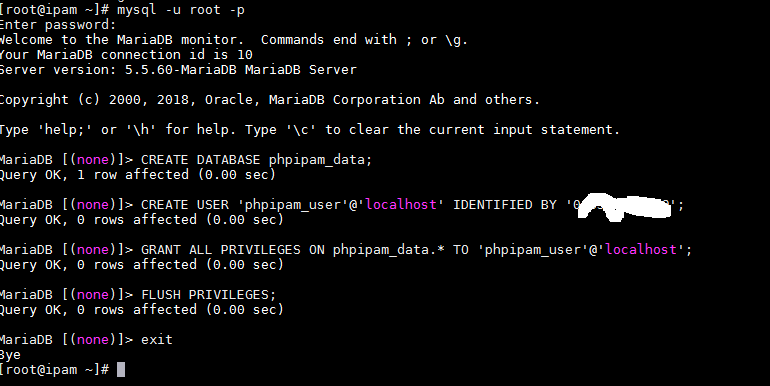 [root@ipam ~]# mysql -u root -p
Enter password:
Welcome to the MariaDB monitor.  Commands end with ; or \g.
Your MariaDB connection id is 10
Server version: 5.5.60-MariaDB MariaDB Server
Copyright (c) 2000, 2018, Oracle, MariaDB Corporation Ab and others.
Type 'help;' or '\h' for help. Type '\c' to clear the current input statement.
MariaDB [(none)]> CREATE DATABASE phpipam_data;
Query OK, 1 row affected (0.00 sec)
MariaDB [(none)]> CREATE USER 'phpipam_user'@'localhost' IDENTIFIED BY '';
Query OK, 0 rows affected (0.00 sec)
MariaDB [(none)]> GRANT ALL PRIVILEGES ON phpipam_data.* TO 'phpipam_user'@'localhost';
Query OK, 0 rows affected (0.00 sec)
MariaDB [(none)]> FLUSH PRIVILEGES;
Query OK, 0 rows affected (0.00 sec)
MariaDB [(none)]> exit
Bye
[root@ipam ~]#